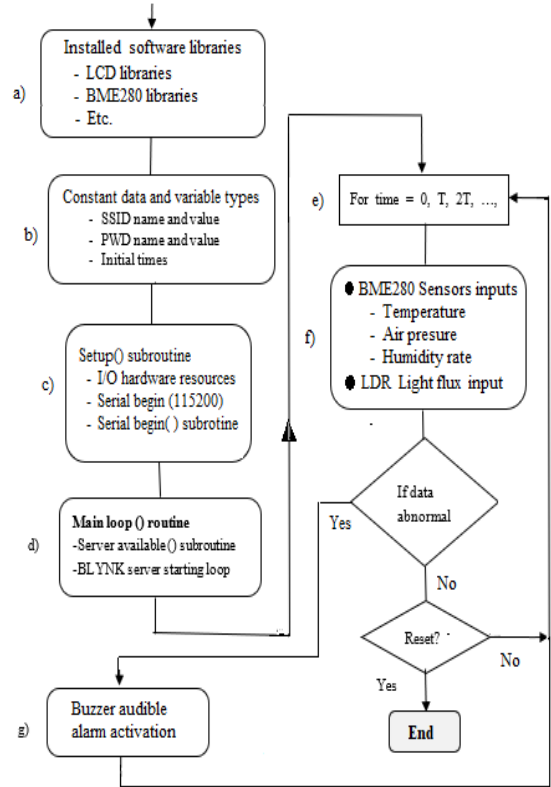 a)
Installed software libraries
- LCD libraries
- BME280 libraries
- Etc.
b)
Constant data and variable types
- SSID name and value
- PWD name and value
- Initial times
c)
Setup() subroutine
- I/O hardware resources
- Serial begin (115200)
- Serial begin( ) subrotine
d)
Main loop () routine
-Server available () subroutine
-BLYNK server starting loop
e)
For time = 0, T, 2T, ...,
f)
● BME280 Sensors inputs
- Temperature
- Air presure
- Humidity rate
● LDR Light flux input
If data
abnormal
Yes
No
Reset?
No
Yes
End
g)
Buzzer audible
alarm activation